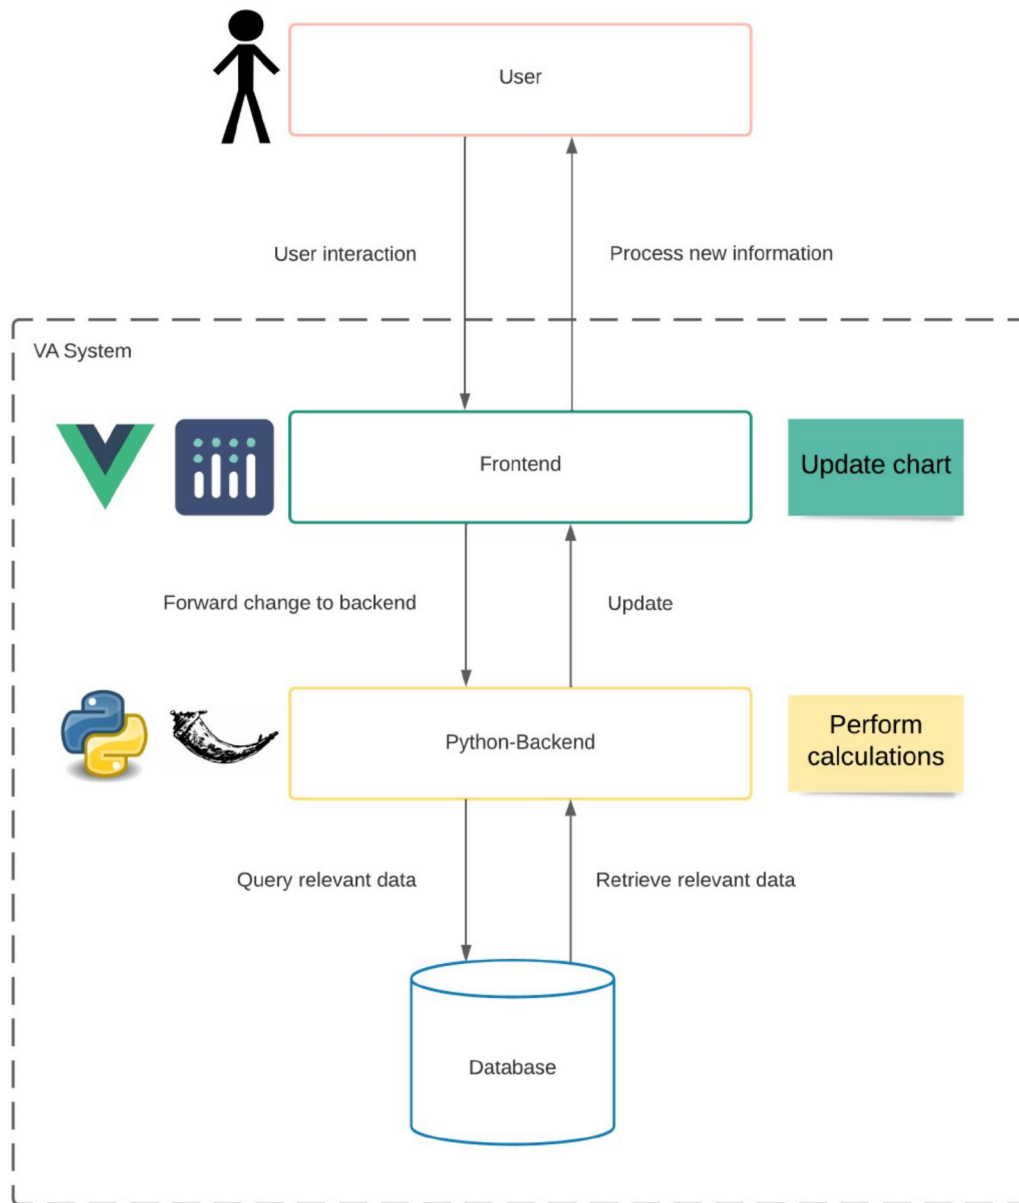 User
User interaction
Process new information
VA System
Frontend
Update chart
Forward change to backend
Update
Python-Backend
Perform
calculations
Query relevant data
Retrieve relevant data
Database